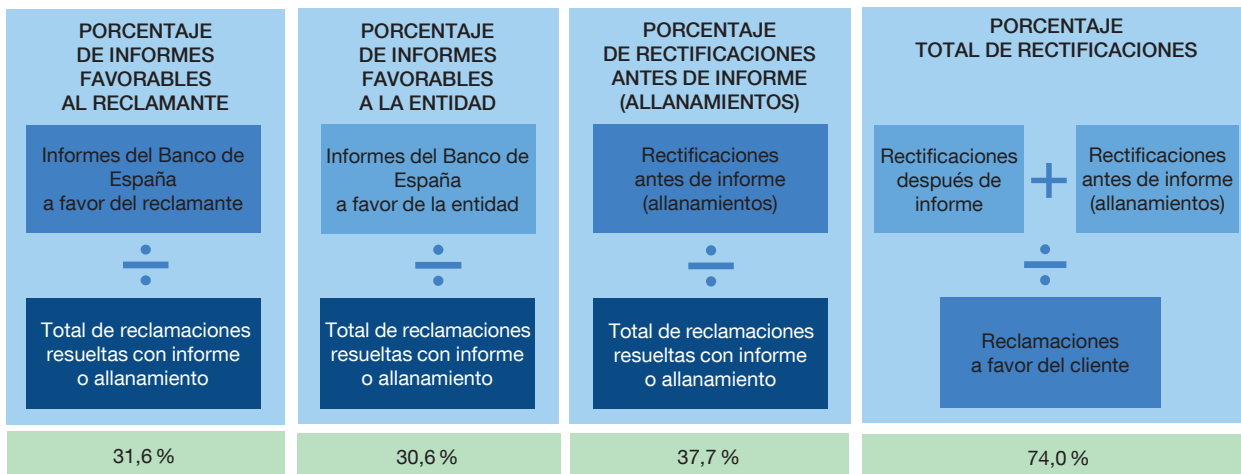 PORCENTAJE
DE INFORMES
FAVORABLES
AL RECLAMANTE
Informes del Banco de
España
a favor del reclamante
÷
Total de reclamaciones
resueltas con informe
o allanamiento
31,6 %
PORCENTAJE
DE INFORMES
FAVORABLES
A LA ENTIDAD
Informes del Banco de
España
a favor de la entidad
÷
Total de reclamaciones
resueltas con informe
o allanamiento
30,6 %
PORCENTAJE
DE RECTIFICACIONES
ANTES DE INFORME
(ALLANAMIENTOS)
Rectificaciones
antes de informe
(allanamientos)
÷
Total de reclamaciones
resueltas con informe
o allanamiento
37,7 %
PORCENTAJE
TOTAL DE RECTIFICACIONES
Rectificaciones
después de
informe
+
Rectificaciones
antes de informe
(allanamientos)
÷
Reclamaciones
a favor del cliente
74,0 %